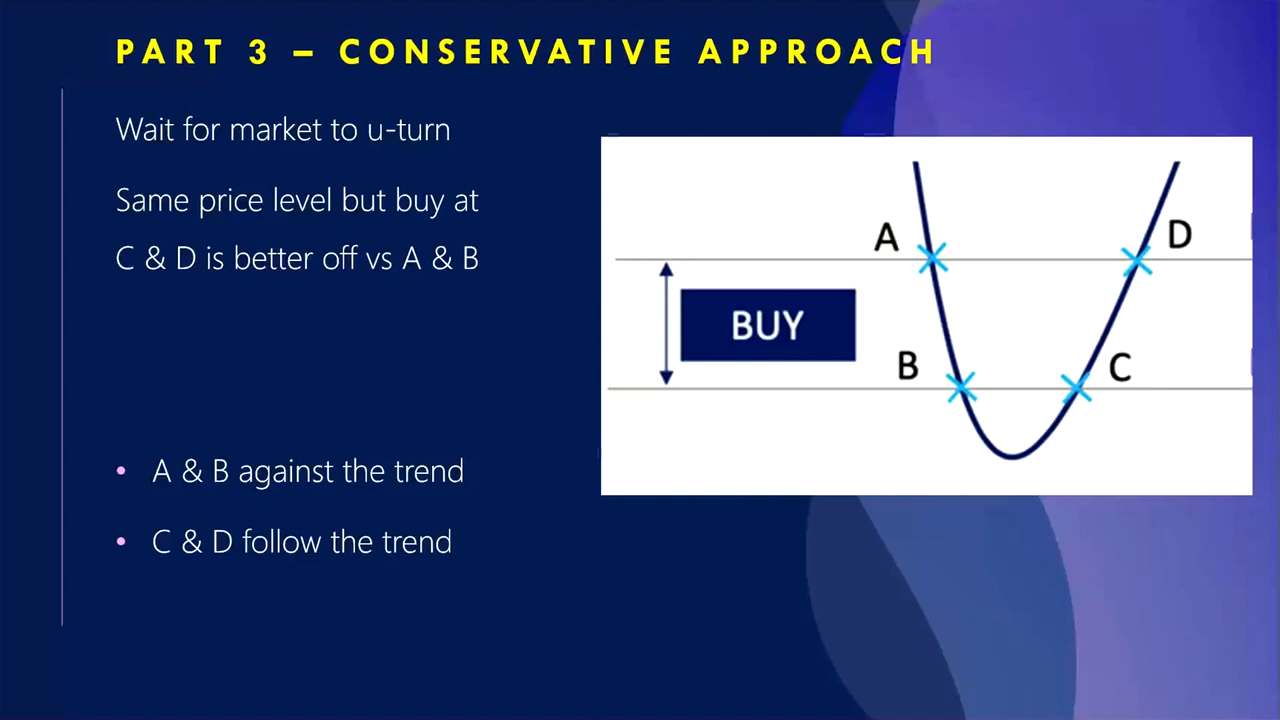 PART 3 – CONSERVATIVE APPROACH
Wait for market to u-turn
Same price level but buy at
C & D is better off vs A & B
• A & B against the trend
• C & D follow the trend
A
D
BUY
B
C